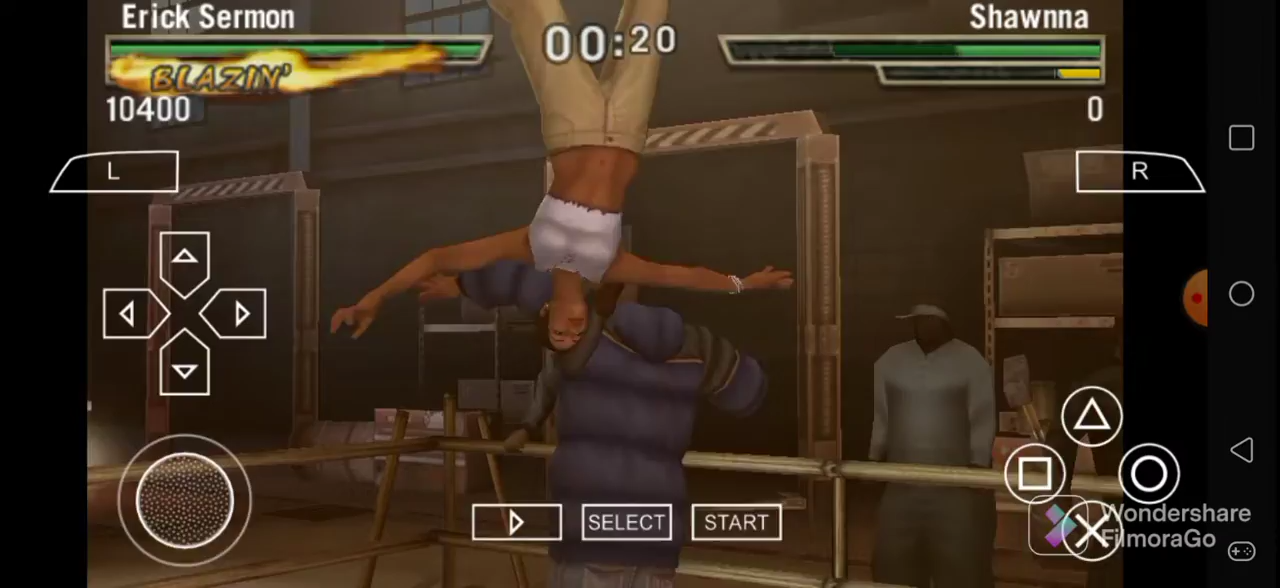 Erick Sermon
00:20
Shawnna
BLAZIN'
10400
0
L
R
SELECT
START
Wondershare
FilmoraGo